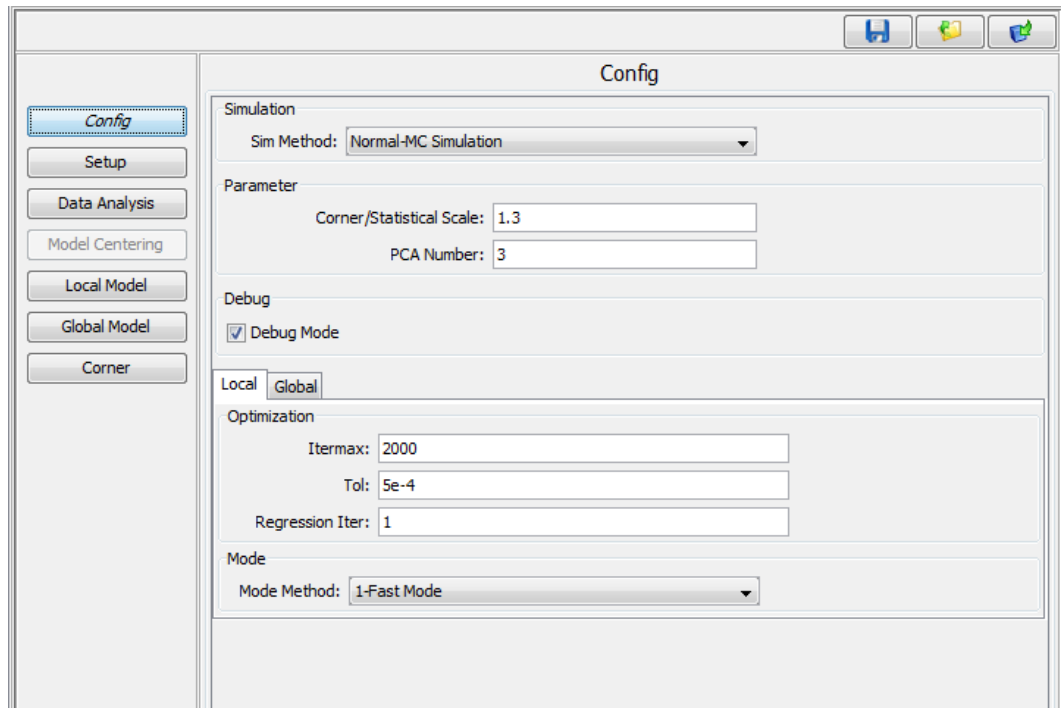 Config
Config
Setup
Data Analysis
Model Centering
Local Model
Global Model
Corner
Simulation
Sim Method: Normal-MC Simulation
Parameter
Corner/Statistical Scale: 1.3
PCA Number: 3
Debug
Debug Mode
Local Global
Optimization
Itermax: 2000
Tol: 5e-4
Regression Iter: 1
Mode
Mode Method: 1-Fast Mode